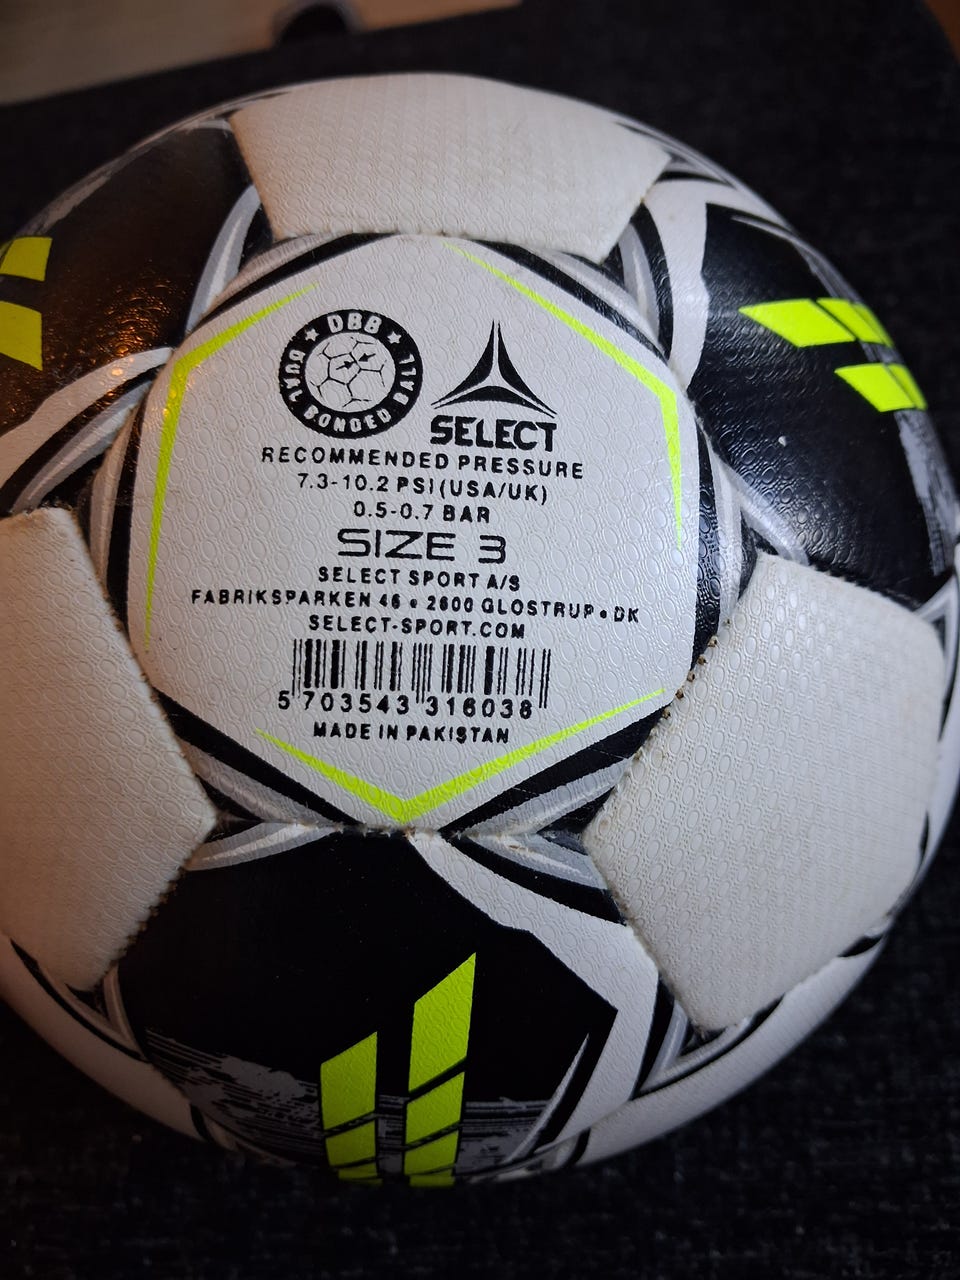 DBB
DUAL BONDED BALL
SELECT
RECOMMENDED PRESSURE
7.3-10.2 PSI (USA/UK)
0.5-0.7 BAR
SIZE 3
SELECT SPORT A/S
FABRIKSPARKEN 46 • 2600 GLOSTRUP • DK
SELECT-SPORT.COM
5 703543 316038
MADE IN PAKISTAN